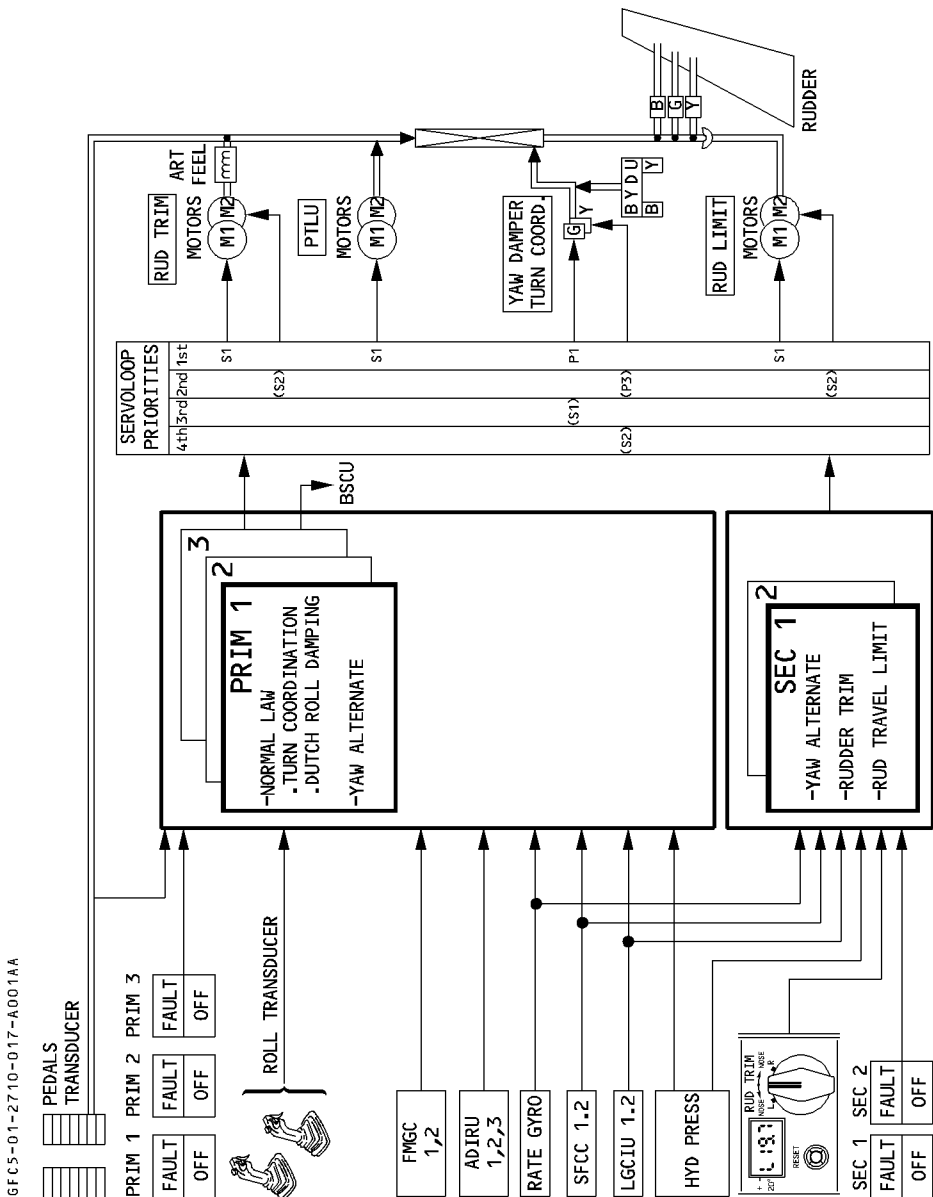 GFC5-01-2710-017-A001AA
PEDALS
TRANSDUCER
PRIM 1
PRIM 2
PRIM 3
FAULT
OFF
FAULT
OFF
FAULT
OFF
ROLL TRANSDUCER
FMGC
1,2
ADIRU
1,2,3
RATE GYRO
SFCC 1.2
LGCIU 1.2
HYD PRESS
RUD TRIM
NOSE
NOSE
L
R
+
-
20°
L 19.7
RESET
SEC 1
SEC 2
FAULT
OFF
FAULT
OFF
3
2
PRIM 1
-NORMAL LAW
.TURN COORDINATION
.DUTCH ROLL DAMPING
-YAW ALTERNATE
BSCU
2
SEC 1
-YAW ALTERNATE
-RUDDER TRIM
-RUD TRAVEL LIMIT
SERVOLOOP
PRIORITIES
4th 3rd 2nd 1st
S1
(S2)
S1
P1
(S1)
(P3)
(S2)
S1
(S2)
RUD TRIM
MOTORS
M1 M2
ART
FEEL
PTLU
MOTORS
M1 M2
YAW DAMPER
TURN COORD.
G
Y
B Y D U
B
Y
RUD LIMIT
MOTORS
M1 M2
B
G
Y
RUDDER